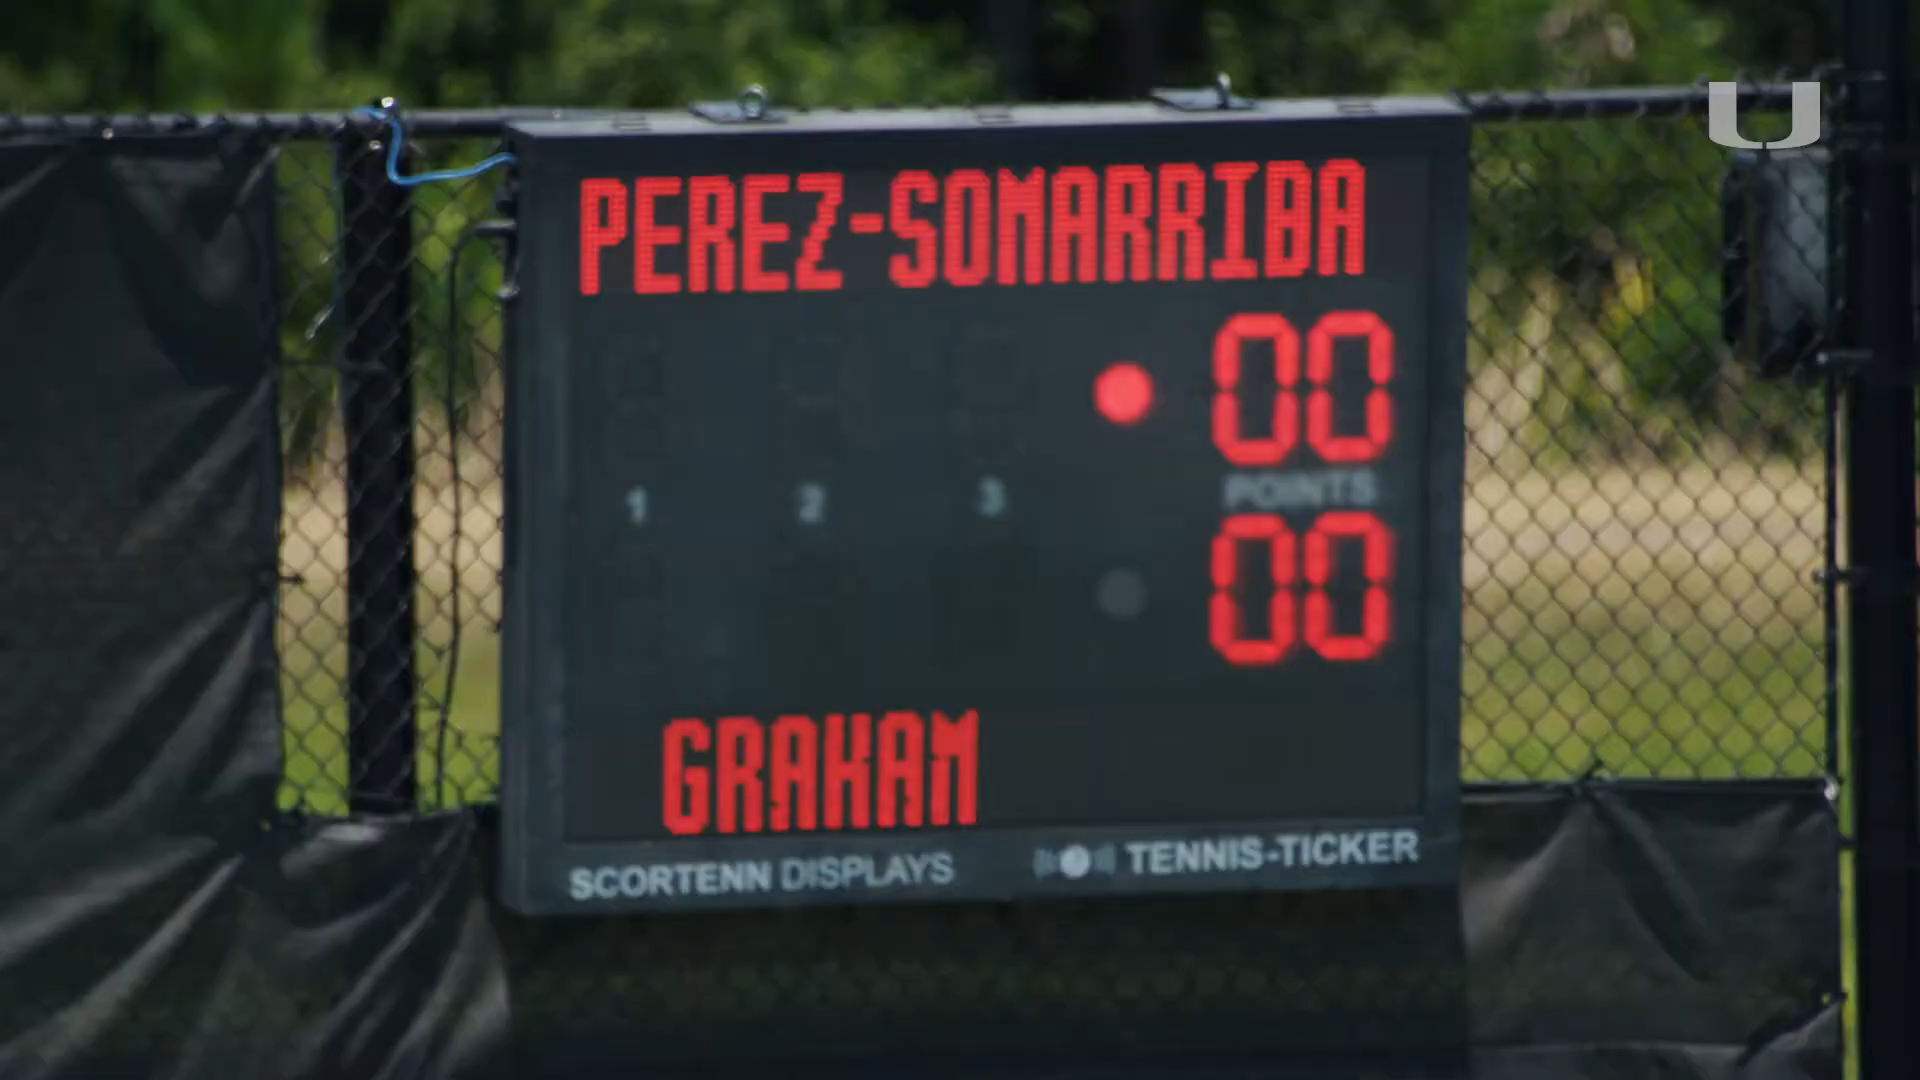 U
PEREZ-SOMARRIBA
00
1 2 3 POINTS
00
GRAHAM
SCORTENN DISPLAYS TENNIS-TICKER